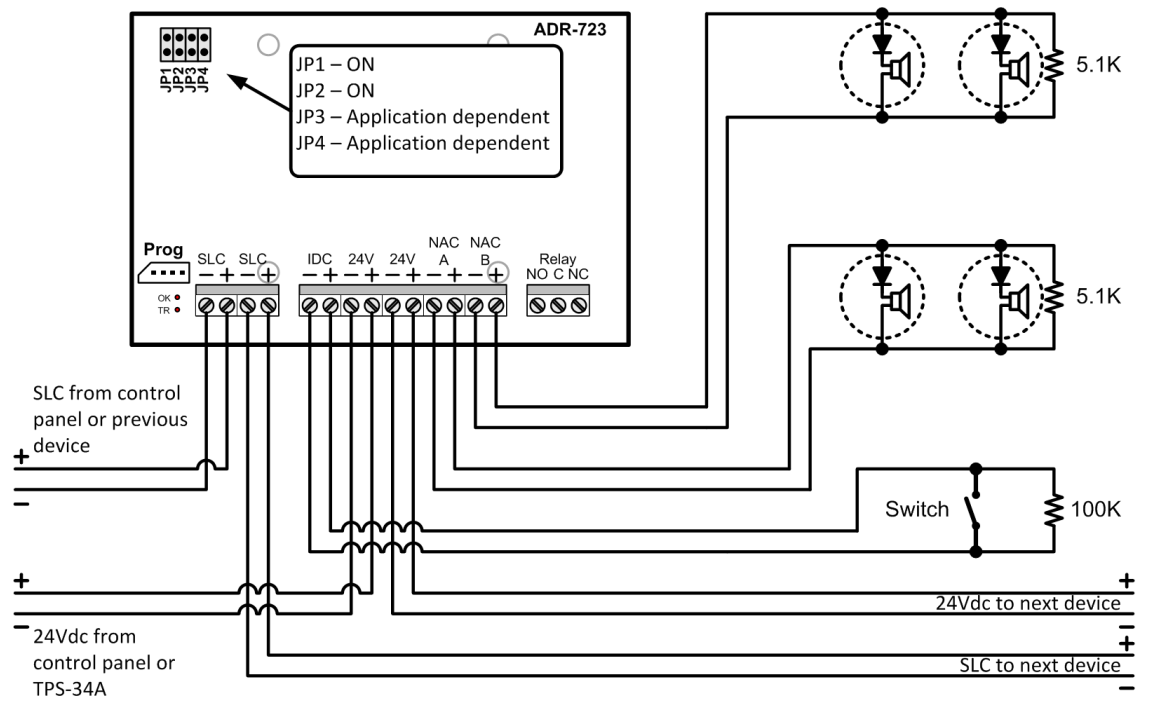 ADR-723
JP1
JP2
JP3
JP4
JP1 – ON
JP2 – ON
JP3 – Application dependent
JP4 – Application dependent
5.1K
Prog
OK
TR
SLC SLC
– + – +
IDC 24V 24V NAC A NAC B
– + – + – + – + – +
Relay
NO C NC
5.1K
SLC from control
panel or previous
device
+
–
Switch
100K
+
–
24Vdc from
control panel or
TPS-34A
+
24Vdc to next device
–
+
SLC to next device
–